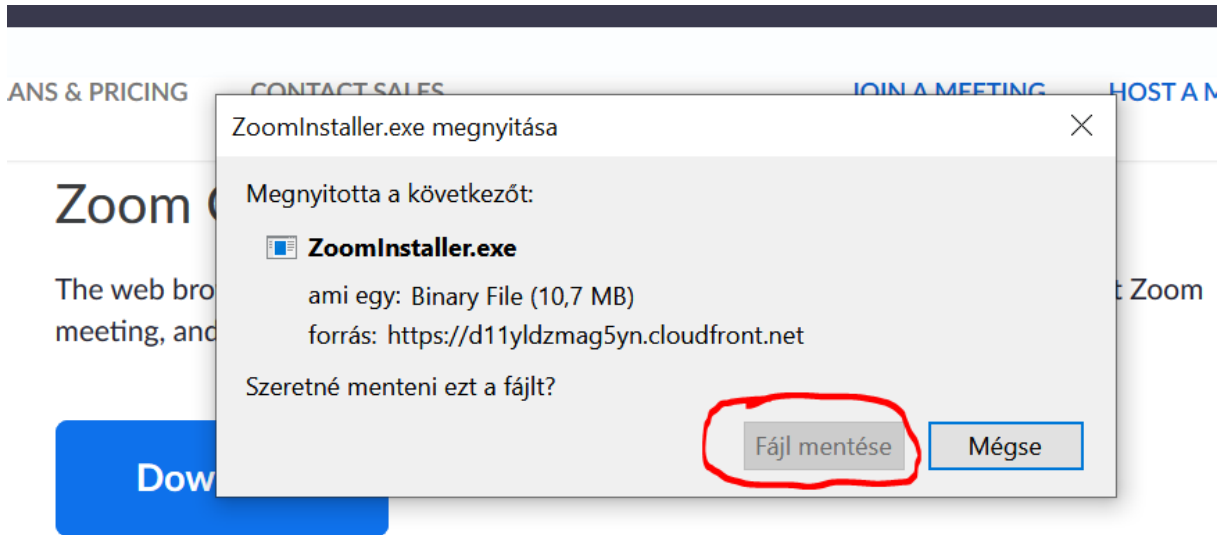 ANS & PRICING CONTACT SALES JOIN A MEETING HOST A M
ZoomInstaller.exe megnyitása
Zoom
Megnyitotta a következőt:
ZoomInstaller.exe
The web bro ami egy: Binary File (10,7 MB) t Zoom
meeting, and forrás: https://d11yldzmag5yn.cloudfront.net
Szeretné menteni ezt a fájlt?
Fájl mentése Mégse
Dow